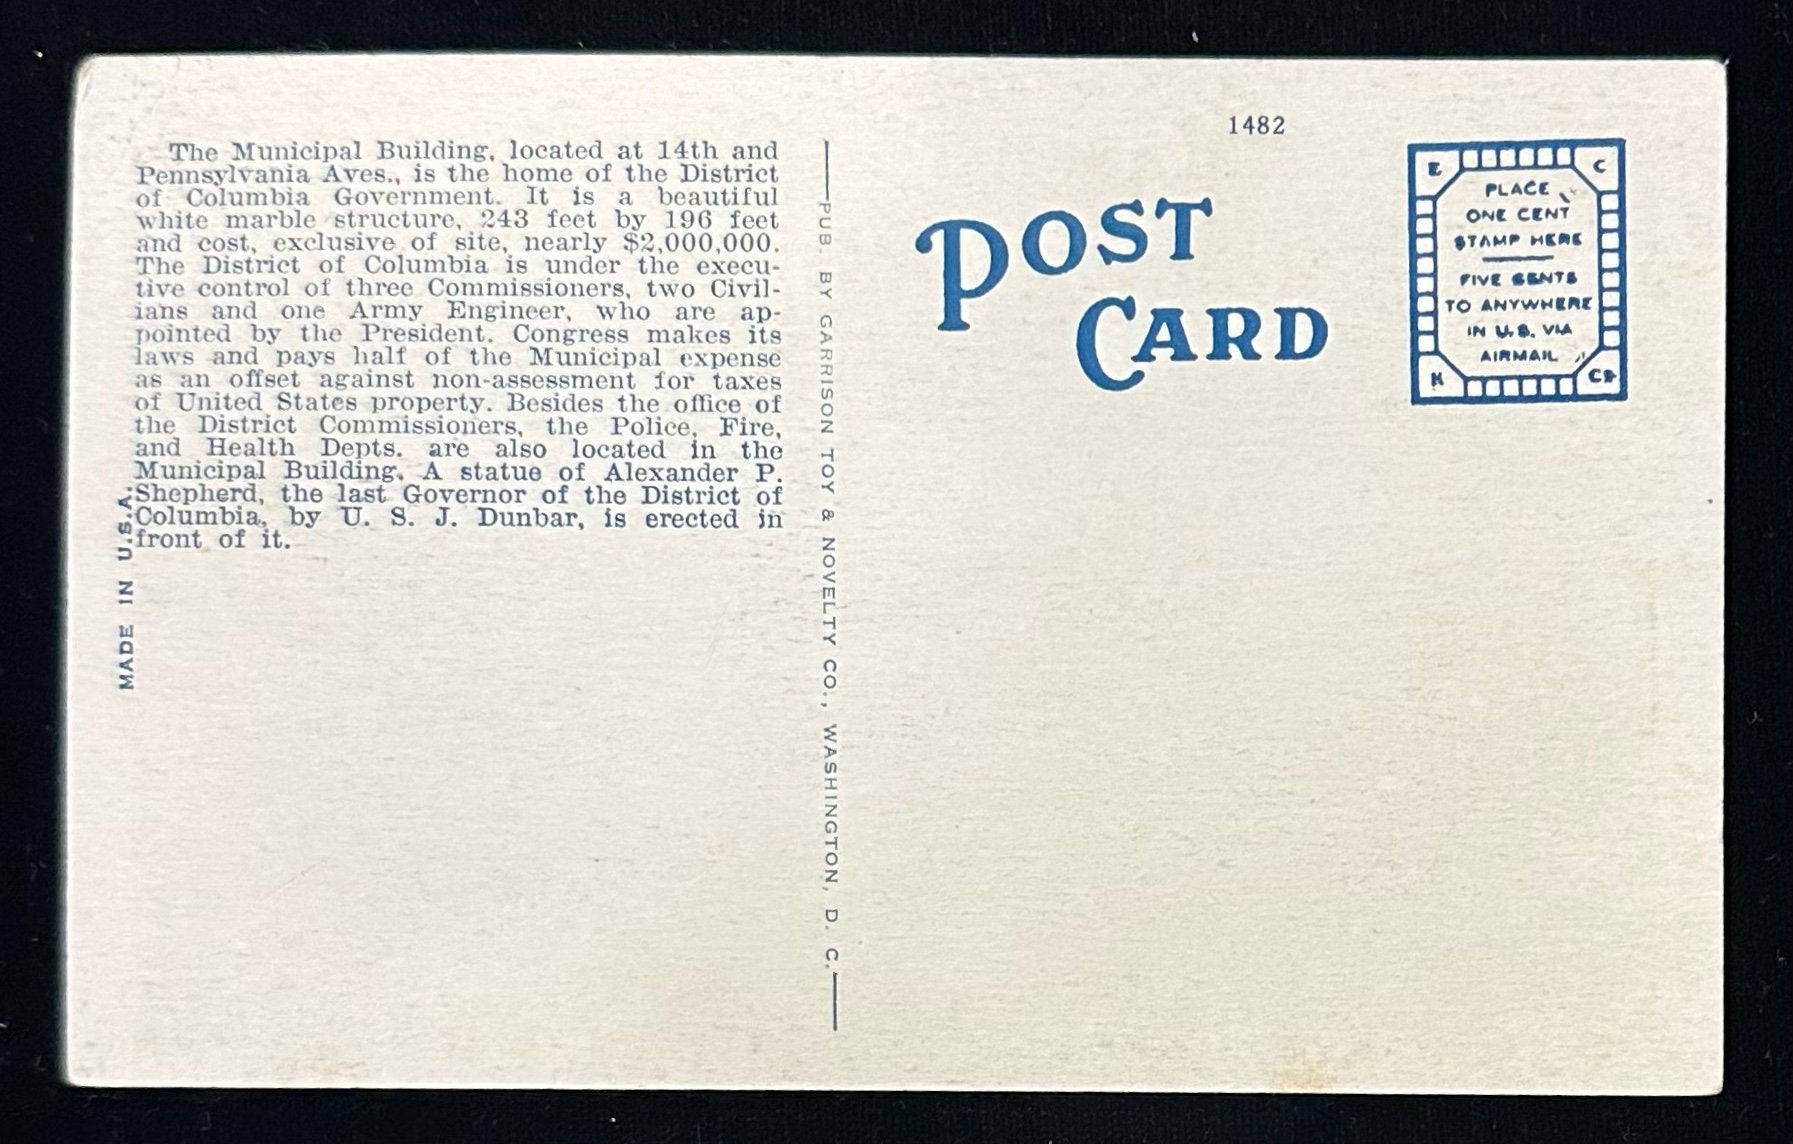 The Municipal Building, located at 14th and
Pennsylvania Aves., is the home of the District
of Columbia Government. It is a beautiful
white marble structure, 243 feet by 196 feet
and cost, exclusive of site, nearly $2,000,000.
The District of Columbia is under the execu-
tive control of three Commissioners, two Civil-
ians and one Army Engineer, who are ap-
pointed by the President. Congress makes its
laws and pays half of the Municipal expense
as an offset against non-assessment for taxes
of United States property. Besides the office of
the District Commissioners, the Police, Fire,
and Health Depts. are also located in the
Municipal Building. A statue of Alexander P.
Shepherd, the last Governor of the District of
Columbia, by U. S. J. Dunbar, is erected in
front of it.
MADE IN U.S.A.
PUB. BY GARRISON TOY & NOVELTY CO., WASHINGTON, D. C.
1482
POST
CARD
E C
PLACE
ONE CENT
STAMP HERE
FIVE CENTS
TO ANYWHERE
IN U.S. VIA
AIRMAIL
K